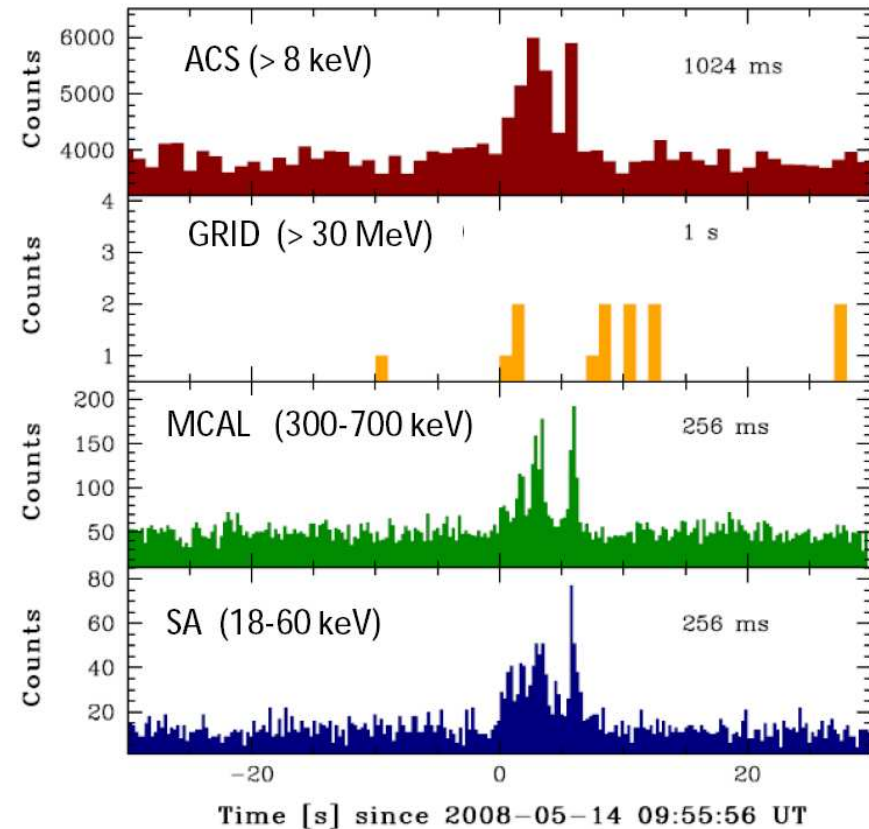 Counts
6000
5000
4000
ACS (> 8 keV)
1024 ms
Counts
4
3
2
1
GRID (> 30 MeV)
1 s
Counts
200
150
100
50
MCAL (300-700 keV)
256 ms
Counts
80
60
40
20
SA (18-60 keV)
256 ms
−20 0 20
Time [s] since 2008−05−14 09:55:56 UT